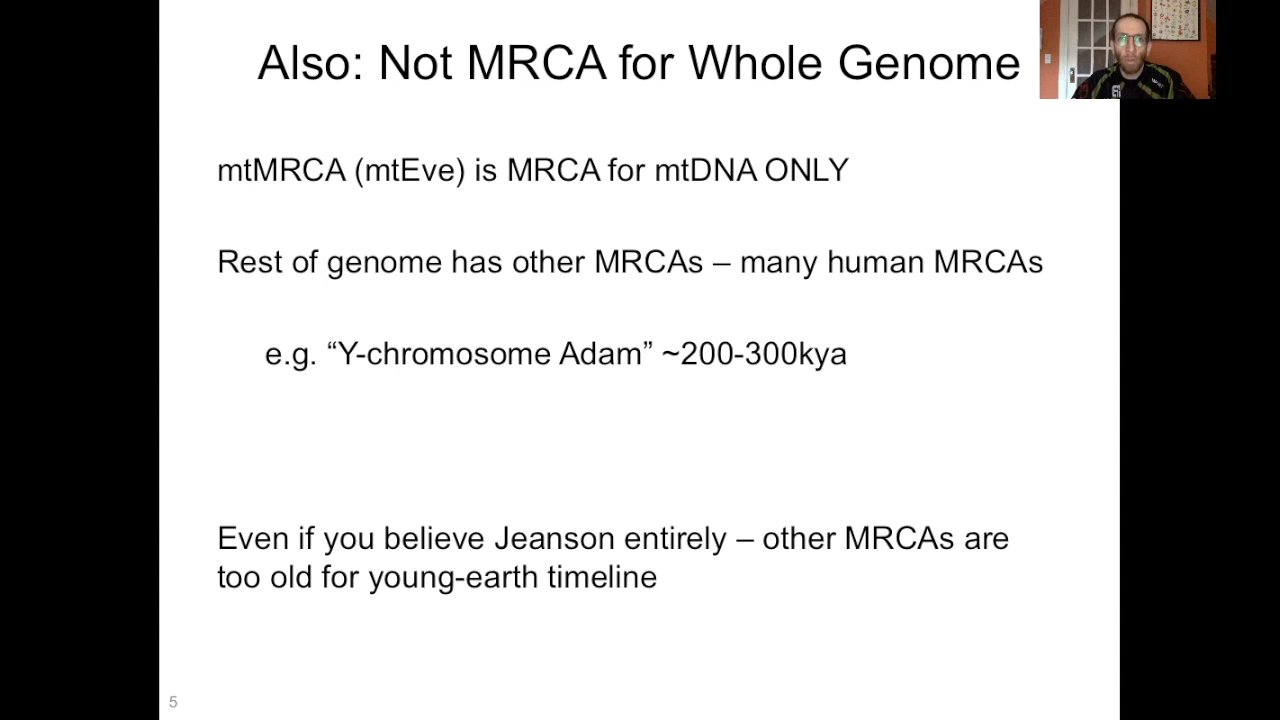 Also: Not MRCA for Whole Genome
mtMRCA (mtEve) is MRCA for mtDNA ONLY
Rest of genome has other MRCAs – many human MRCAs
e.g. “Y-chromosome Adam” ~200-300kya
Even if you believe Jeanson entirely – other MRCAs are
too old for young-earth timeline
5